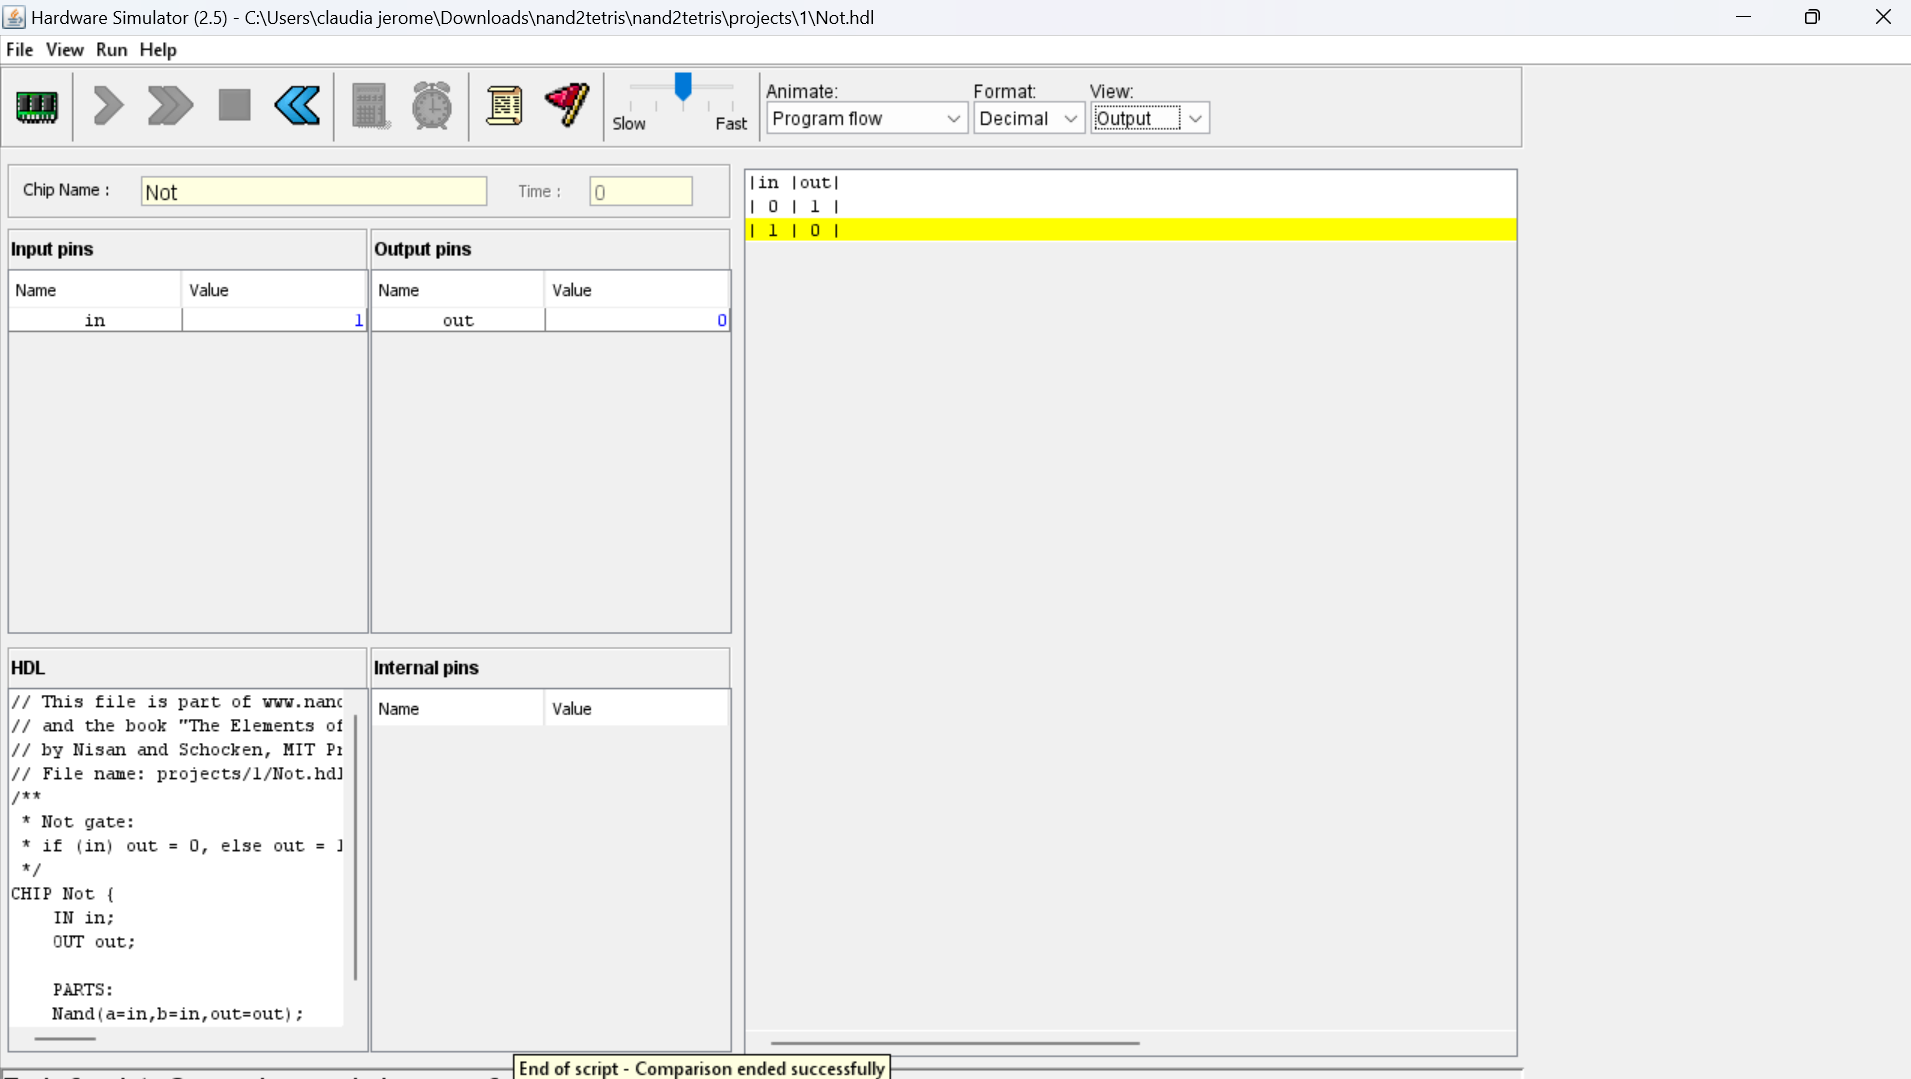 Hardware Simulator (2.5) - C:\Users\claudia jerome\Downloads\nand2tetris\nand2tetris\projects\1\Not.hdl
File View Run Help
Slow Fast
Animate:
Program flow
Format:
Decimal
View:
Output
Chip Name : Not Time : 0
Input pins
Name Value
in 1
Output pins
Name Value
out 0
|in |out|
| 0 | 1 |
| 1 | 0 |
HDL
// This file is part of www.nand
// and the book "The Elements of
// by Nisan and Schocken, MIT Pr
// File name: projects/1/Not.hdl
/**
* Not gate:
* if (in) out = 0, else out = 1
*/
CHIP Not {
IN in;
OUT out;
PARTS:
Nand(a=in,b=in,out=out);
Internal pins
Name Value
End of script - Comparison ended successfully